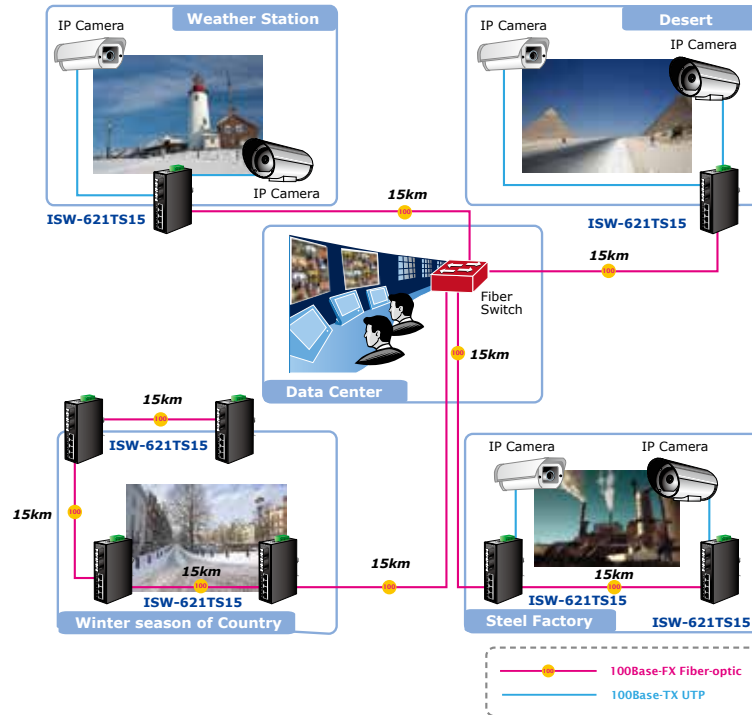 Weather Station
IP Camera
IP Camera
ISW-621TS15
Desert
IP Camera
IP Camera
ISW-621TS15
15km
100
15km
100
Fiber
Switch
100
15km
Data Center
15km
100
ISW-621TS15
15km
100
15km
100
ISW-621TS15
Winter season of Country
15km
100
IP Camera
IP Camera
15km
100
ISW-621TS15
ISW-621TS15
Steel Factory
100
100Base-FX Fiber-optic
100Base-TX UTP